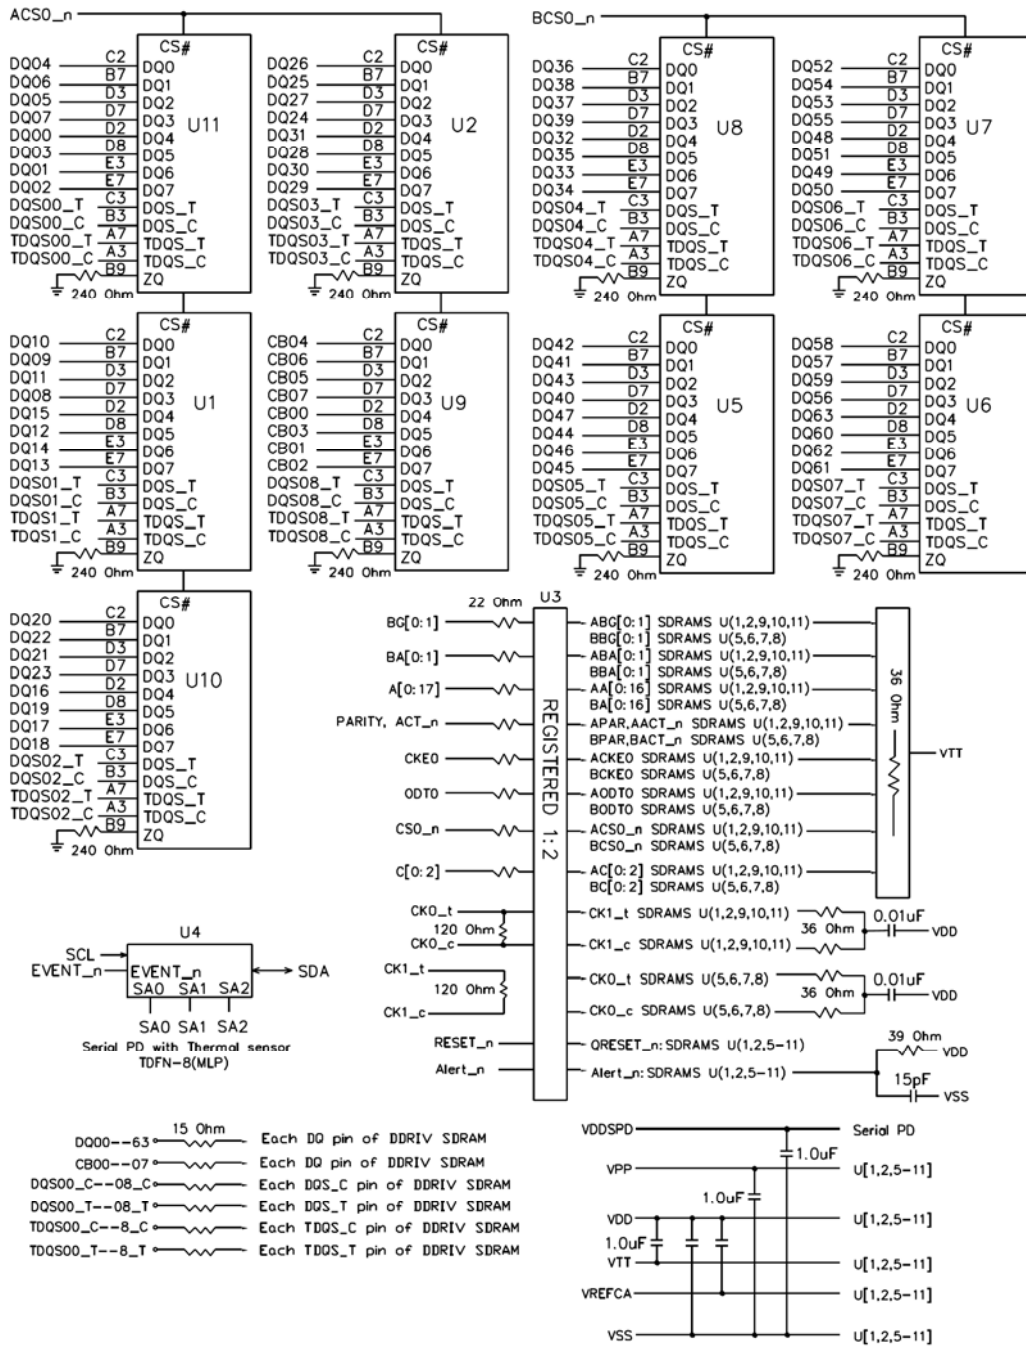 ACS0_n
CS#
DQ04 C2 DQ0
DQ06 B7 DQ1
DQ05 D3 DQ2
DQ07 D7 DQ3
DQ00 D2 DQ4
DQ03 D8 DQ5
DQ01 E3 DQ6
DQ02 E7 DQ7
DQS00_T C3 DQS_T
DQS00_C B3 DQS_C
TDQS00_T A7 TDQS_T
TDQS00_C A3 TDQS_C
B9 ZQ
240 Ohm
U11
DQ26 C2 DQ0
DQ25 B7 DQ1
DQ27 D3 DQ2
DQ24 D7 DQ3
DQ31 D2 DQ4
DQ28 D8 DQ5
DQ30 E3 DQ6
DQ29 E7 DQ7
DQS03_T C3 DQS_T
DQS03_C B3 DQS_C
TDQS03_T A7 TDQS_T
TDQS03_C A3 TDQS_C
B9 ZQ
240 Ohm
U2
BCS0_n
CS#
DQ36 C2 DQ0
DQ38 B7 DQ1
DQ37 D3 DQ2
DQ39 D7 DQ3
DQ32 D2 DQ4
DQ35 D8 DQ5
DQ33 E3 DQ6
DQ34 E7 DQ7
DQS04_T C3 DQS_T
DQS04_C B3 DQS_C
TDQS04_T A7 TDQS_T
TDQS04_C A3 TDQS_C
B9 ZQ
240 Ohm
U8
DQ52 C2 DQ0
DQ54 B7 DQ1
DQ53 D3 DQ2
DQ55 D7 DQ3
DQ48 D2 DQ4
DQ51 D8 DQ5
DQ49 E3 DQ6
DQ50 E7 DQ7
DQS06_T C3 DQS_T
DQS06_C B3 DQS_C
TDQS06_T A7 TDQS_T
TDQS06_C A3 TDQS_C
B9 ZQ
240 Ohm
U7
CS#
DQ10 C2 DQ0
DQ09 B7 DQ1
DQ11 D3 DQ2
DQ08 D7 DQ3
DQ15 D2 DQ4
DQ12 D8 DQ5
DQ14 E3 DQ6
DQ13 E7 DQ7
DQS01_T C3 DQS_T
DQS01_C B3 DQS_C
TDQS1_T A7 TDQS_T
TDQS1_C A3 TDQS_C
B9 ZQ
240 Ohm
U1
CB04 C2 DQ0
CB06 B7 DQ1
CB05 D3 DQ2
CB07 D7 DQ3
CB00 D2 DQ4
CB03 D8 DQ5
CB01 E3 DQ6
CB02 E7 DQ7
DQS08_T C3 DQS_T
DQS08_C B3 DQS_C
TDQS08_T A7 TDQS_T
TDQS08_C A3 TDQS_C
B9 ZQ
240 Ohm
U9
CS#
DQ42 C2 DQ0
DQ41 B7 DQ1
DQ43 D3 DQ2
DQ40 D7 DQ3
DQ47 D2 DQ4
DQ44 D8 DQ5
DQ46 E3 DQ6
DQ45 E7 DQ7
DQS05_T C3 DQS_T
DQS05_C B3 DQS_C
TDQS05_T A7 TDQS_T
TDQS05_C A3 TDQS_C
B9 ZQ
240 Ohm
U5
DQ58 C2 DQ0
DQ57 B7 DQ1
DQ59 D3 DQ2
DQ56 D7 DQ3
DQ63 D2 DQ4
DQ60 D8 DQ5
DQ62 E3 DQ6
DQ61 E7 DQ7
DQS07_T C3 DQS_T
DQS07_C B3 DQS_C
TDQS07_T A7 TDQS_T
TDQS07_C A3 TDQS_C
B9 ZQ
240 Ohm
U6
CS#
DQ20 C2 DQ0
DQ22 B7 DQ1
DQ21 D3 DQ2
DQ23 D7 DQ3
DQ16 D2 DQ4
DQ19 D8 DQ5
DQ17 E3 DQ6
DQ18 E7 DQ7
DQS02_T C3 DQS_T
DQS02_C B3 DQS_C
TDQS02_T A7 TDQS_T
TDQS02_C A3 TDQS_C
B9 ZQ
240 Ohm
U10
22 Ohm
U3
REGISTERED 1:2
BG[0:1]
ABG[0:1] SDRAMS U(1,2,9,10,11)
BBG[0:1] SDRAMS U(5,6,7,8)
BA[0:1]
ABA[0:1] SDRAMS U(1,2,9,10,11)
BBA[0:1] SDRAMS U(5,6,7,8)
A[0:17]
AA[0:16] SDRAMS U(1,2,9,10,11)
BA[0:16] SDRAMS U(5,6,7,8)
PARITY, ACT_n
APAR,AACT_n SDRAMS U(1,2,9,10,11)
BPAR,BACT_n SDRAMS U(5,6,7,8)
CKE0
ACKE0 SDRAMS U(1,2,9,10,11)
BCKE0 SDRAMS U(5,6,7,8)
ODT0
AODT0 SDRAMS U(1,2,9,10,11)
BODT0 SDRAMS U(5,6,7,8)
CS0_n
ACS0_n SDRAMS U(1,2,9,10,11)
BCS0_n SDRAMS U(5,6,7,8)
C[0:2]
AC[0:2] SDRAMS U(1,2,9,10,11)
BC[0:2] SDRAMS U(5,6,7,8)
36 Ohm
VTT
CK0_t
120 Ohm
CK0_c
CK1_t SDRAMS U(1,2,9,10,11)
36 Ohm
0.01uF
VDD
CK1_c SDRAMS U(1,2,9,10,11)
CK1_t
120 Ohm
CK1_c
CK0_t SDRAMS U(5,6,7,8)
36 Ohm
0.01uF
VDD
CK0_c SDRAMS U(5,6,7,8)
RESET_n
QRESET_n: SDRAMS U(1,2,5-11)
Alert_n
Alert_n: SDRAMS U(1,2,5-11)
39 Ohm
VDD
15pF
VSS
U4
SCL
EVENT_n
EVENT_n
SDA
SA0 SA1 SA2
SA0 SA1 SA2
Serial PD with Thermal sensor
TDFN-8(MLP)
15 Ohm
DQ00--63 Each DQ pin of DDRIV SDRAM
CB00--07 Each DQ pin of DDRIV SDRAM
DQS00_C--08_C Each DQS_C pin of DDRIV SDRAM
DQS00_T--08_T Each DQS_T pin of DDRIV SDRAM
TDQS00_C--8_C Each TDQS_C pin of DDRIV SDRAM
TDQS00_T--8_T Each TDQS_T pin of DDRIV SDRAM
VDDSPD Serial PD
1.0uF
VPP U[1,2,5-11]
1.0uF
VDD U[1,2,5-11]
1.0uF
VTT U[1,2,5-11]
VREFCA U[1,2,5-11]
VSS U[1,2,5-11]